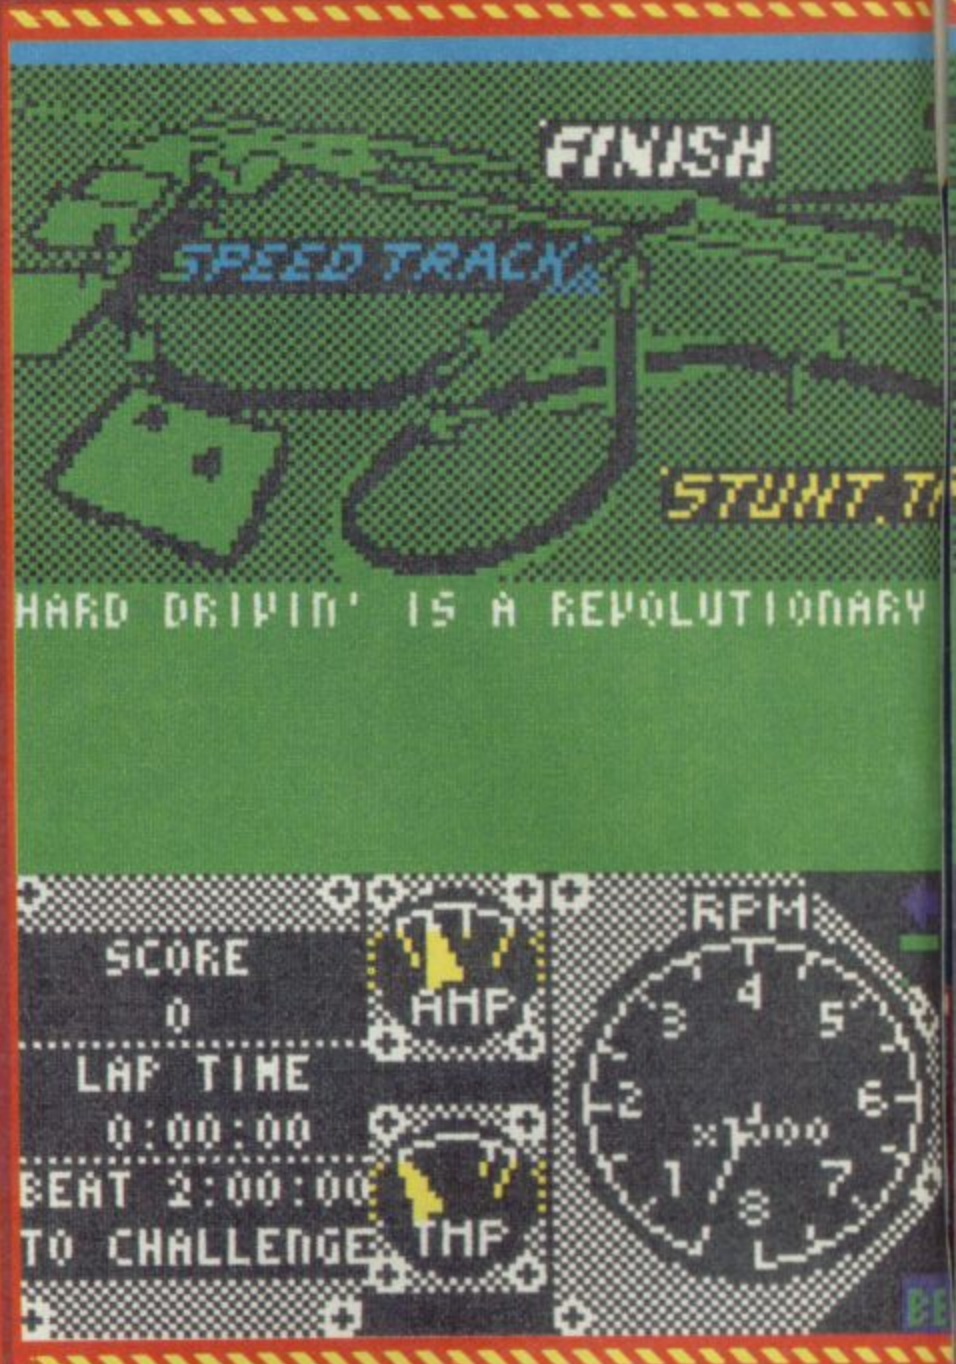 FINISH
SPEED TRACK
STUNT
HARD DRIVIN' IS A REVOLUTIONARY
SCORE
0
LAP TIME
0:00:00
BEAT 2:00:00
TO CHALLENGE
AMP
TMP
RPM
1 2 3 4 5 6 7 8
x1000